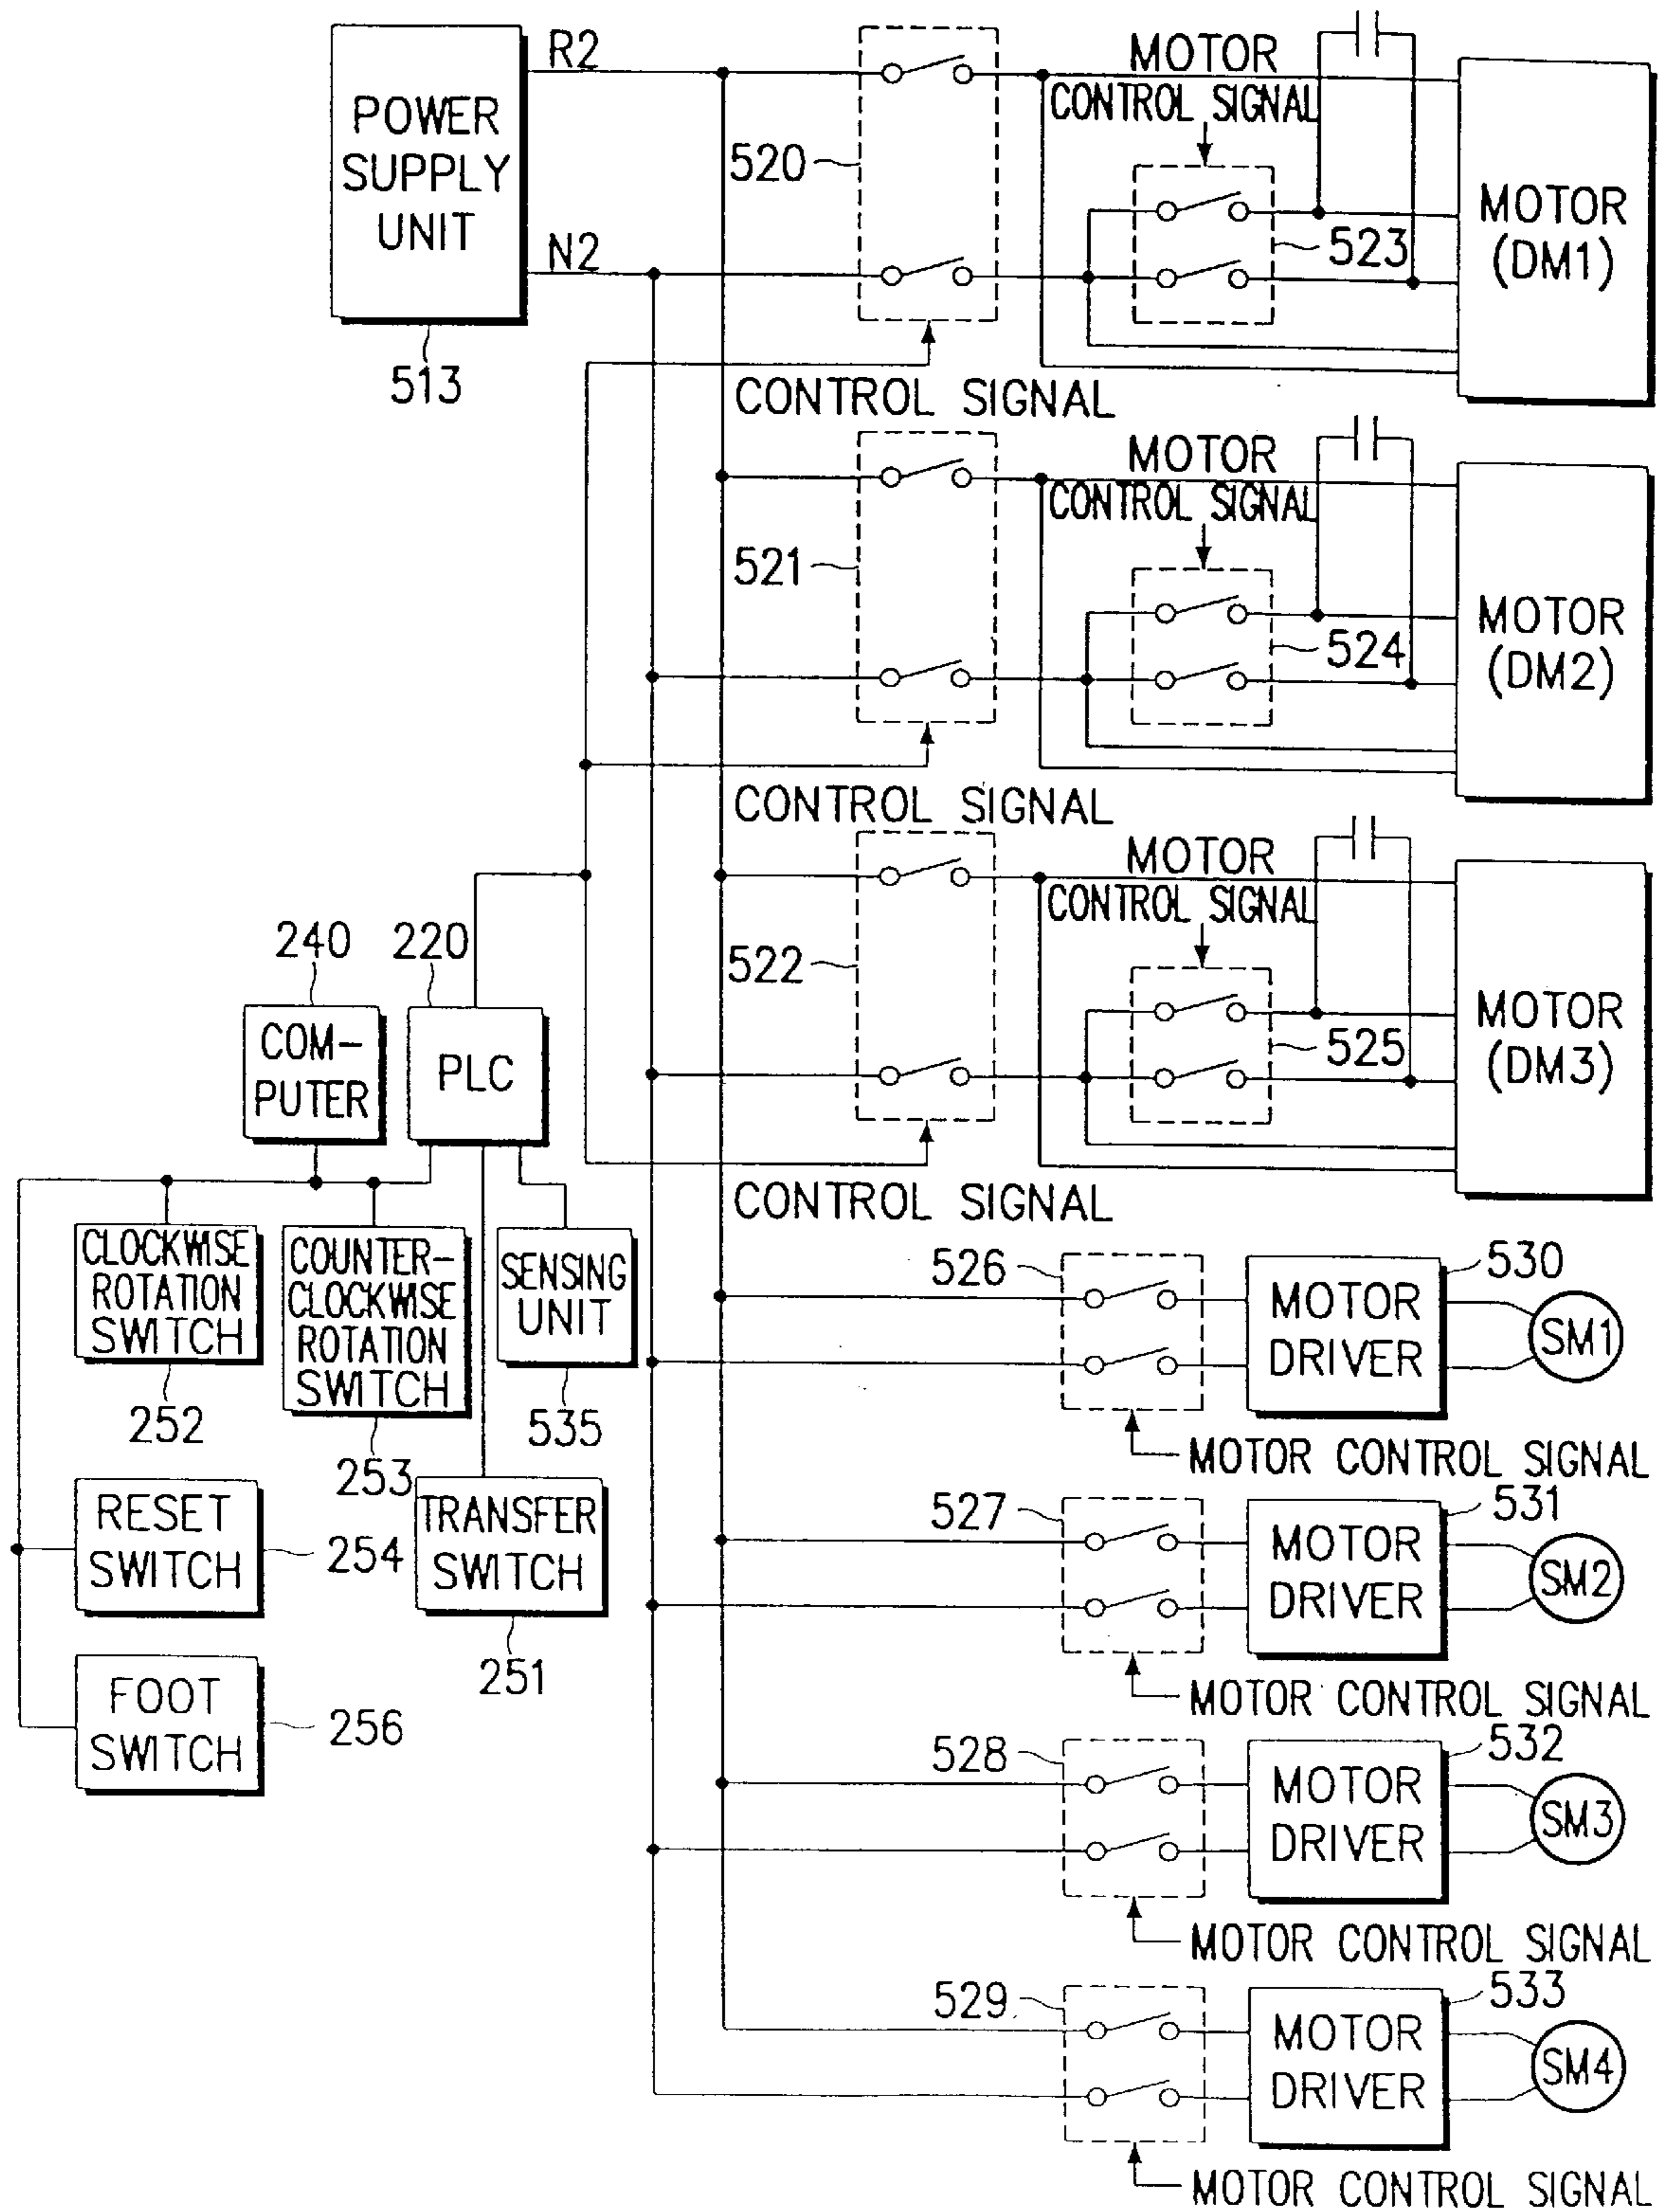 POWER
SUPPLY
UNIT
513
R2
N2
520
MOTOR
CONTROL SIGNAL
523
MOTOR
(DM1)
CONTROL SIGNAL
521
MOTOR
CONTROL SIGNAL
524
MOTOR
(DM2)
CONTROL SIGNAL
522
MOTOR
CONTROL SIGNAL
525
MOTOR
(DM3)
CONTROL SIGNAL
240
220
COM-
PUTER
PLC
CLOCKWISE
ROTATION
SWITCH
252
COUNTER-
CLOCKWISE
ROTATION
SWITCH
253
SENSING
UNIT
535
RESET
SWITCH
254
TRANSFER
SWITCH
251
FOOT
SWITCH
256
526
MOTOR
DRIVER
530
SM1
MOTOR CONTROL SIGNAL
527
MOTOR
DRIVER
531
SM2
MOTOR CONTROL SIGNAL
528
MOTOR
DRIVER
532
SM3
MOTOR CONTROL SIGNAL
529
MOTOR
DRIVER
533
SM4
MOTOR CONTROL SIGNAL